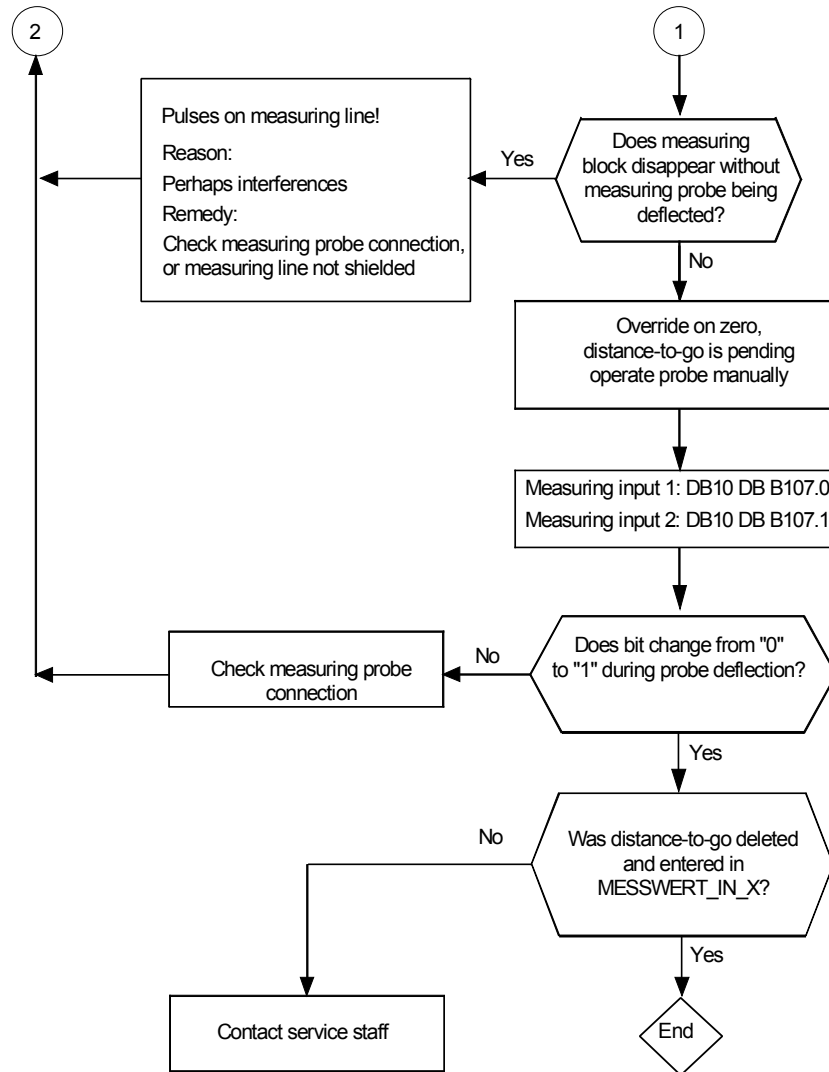 2
1
Pulses on measuring line!
Reason:
Perhaps interferences
Remedy:
Check measuring probe connection,
or measuring line not shielded
Yes
Does measuring
block disappear without
measuring probe being
deflected?
No
Override on zero,
distance-to-go is pending
operate probe manually
Measuring input 1: DB10 DB B107.0
Measuring input 2: DB10 DB B107.1
Does bit change from "0"
to "1" during probe deflection?
No
Check measuring probe
connection
Yes
Was distance-to-go deleted
and entered in
MESSWERT_IN_X?
No
Yes
Contact service staff
End